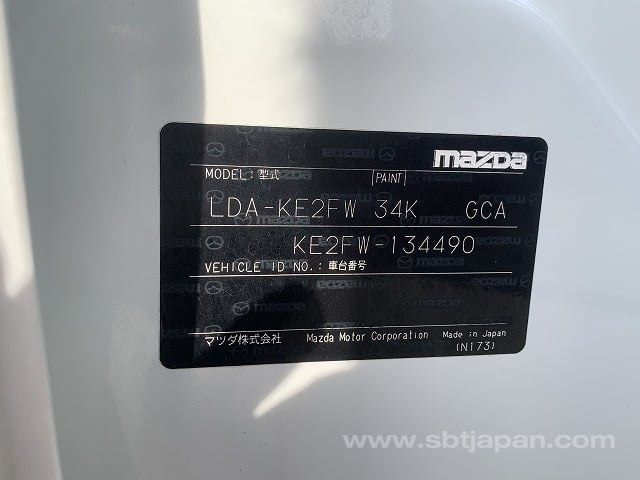 mazda
MODEL: 型式 PAINT
LDA-KE2FW 34K GCA
KE2FW-134490
VEHICLE ID NO.: 車台番号
マツダ株式会社 Mazda Motor Corporation Made in Japan
(N173)
www.sbtjapan.com